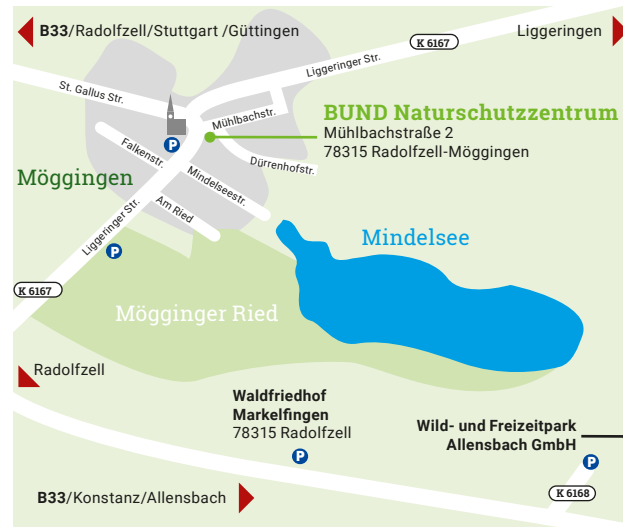 B33/Radolfzell/Stuttgart /Güttingen
K 6167
Liggeringen
St. Gallus Str.
Liggeringer Str.
Mühlbachstr.
BUND Naturschutzzentrum
Mühlbachstraße 2
78315 Radolfzell-Möggingen
P
Falkenstr.
Dürrenhofstr.
Möggingen
Mindelseestr.
Am Ried
Liggeringer Str.
Mindelsee
P
K 6167
Mögginger Ried
Radolfzell
Waldfriedhof
Markelfingen
78315 Radolfzell
P
Wild- und Freizeitpark
Allensbach GmbH
P
K 6168
B33/Konstanz/Allensbach